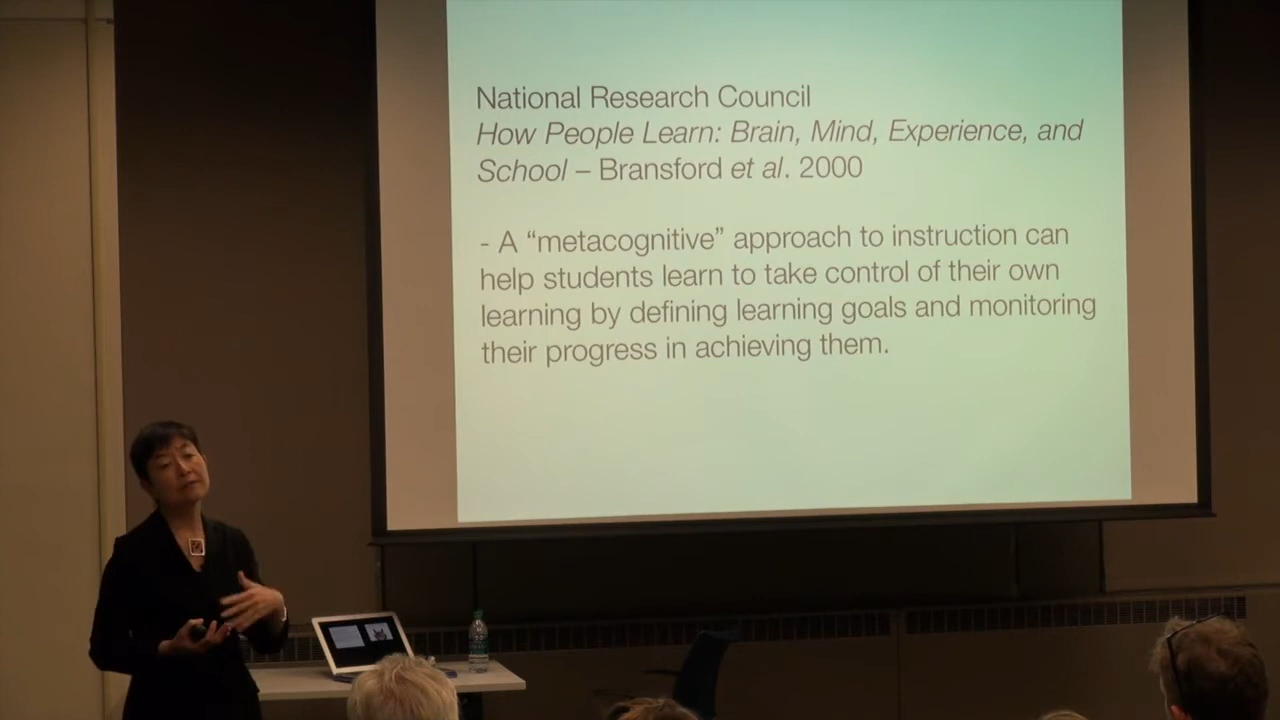 National Research Council
How People Learn: Brain, Mind, Experience, and
School – Bransford et al. 2000
- A “metacognitive” approach to instruction can
help students learn to take control of their own
learning by defining learning goals and monitoring
their progress in achieving them.